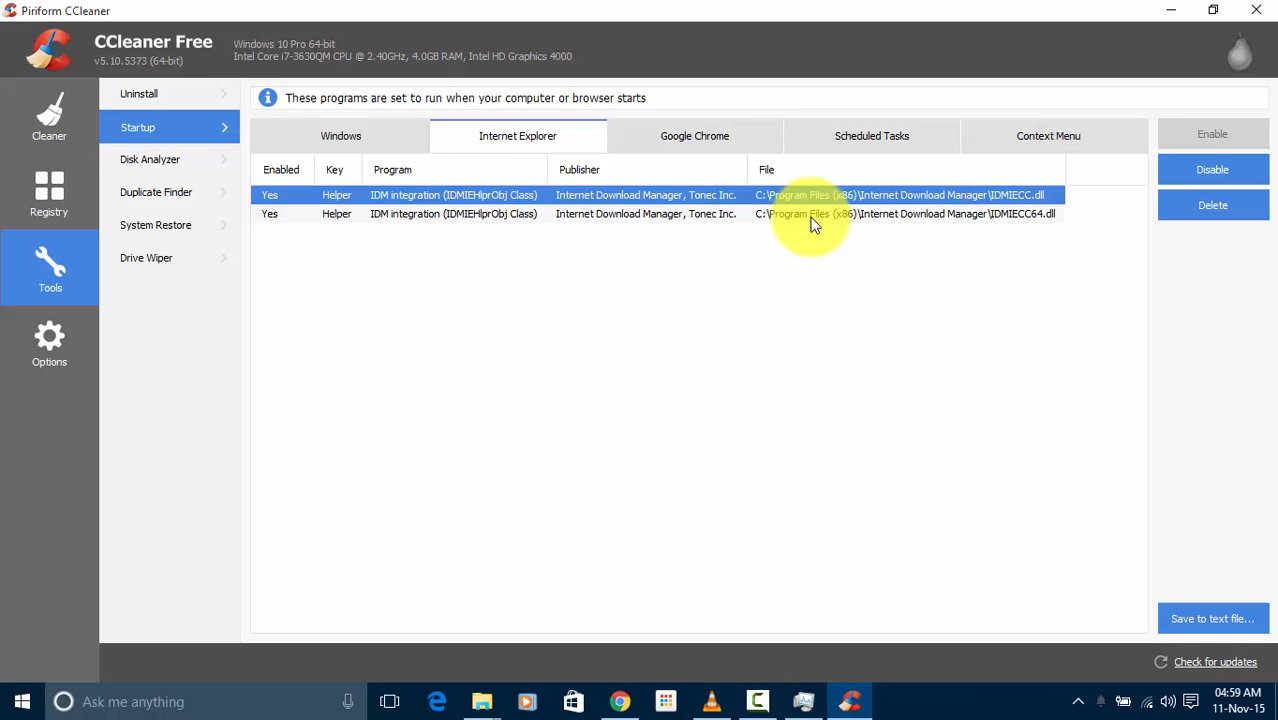 Piriform CCleaner
CCleaner Free
v5.10.5373 (64-bit)
Windows 10 Pro 64-bit
Intel Core i7-3630QM CPU @ 2.40GHz, 4.0GB RAM, Intel HD Graphics 4000
Cleaner
Registry
Tools
Options
Uninstall
Startup
Disk Analyzer
Duplicate Finder
System Restore
Drive Wiper
These programs are set to run when your computer or browser starts
Windows Internet Explorer Google Chrome Scheduled Tasks Context Menu
Enabled Key Program Publisher File
Yes Helper IDM integration (IDMIEHlprObj Class) Internet Download Manager, Tonec Inc. C:\Program Files (x86)\Internet Download Manager\IDMIECC.dll
Yes Helper IDM integration (IDMIEHlprObj Class) Internet Download Manager, Tonec Inc. C:\Program Files (x86)\Internet Download Manager\IDMIECC64.dll
Enable
Disable
Delete
Save to text file...
Check for updates
Ask me anything
04:59 AM
11-Nov-15